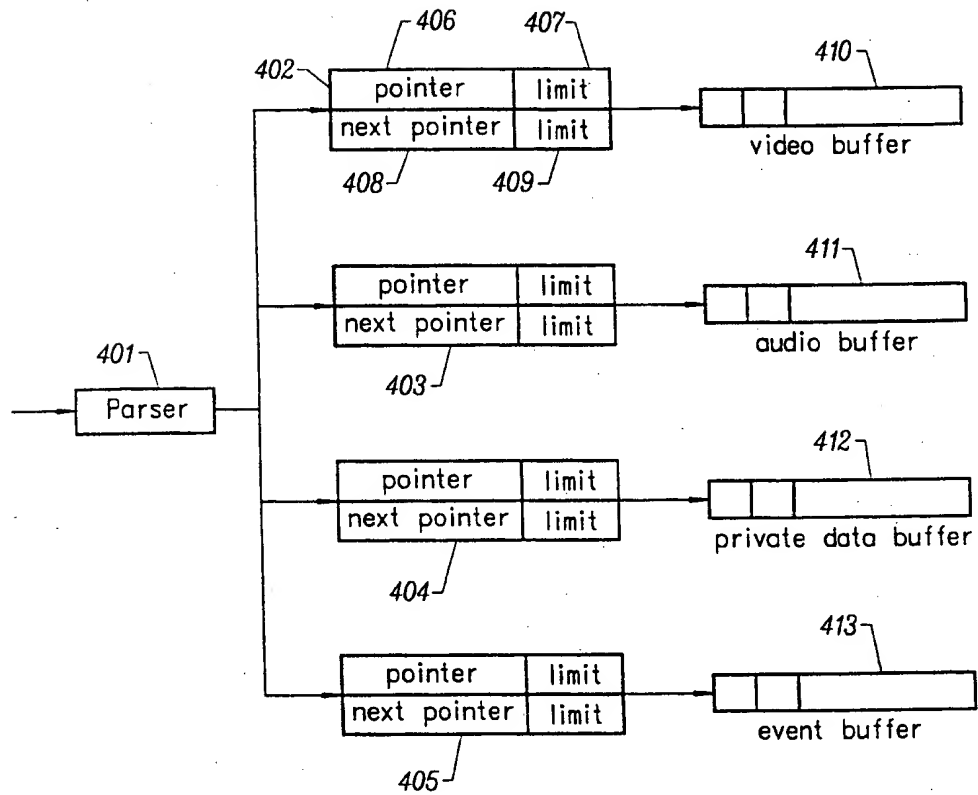 406
407
402
pointer limit
next pointer limit
408
409
410
video buffer
pointer limit
next pointer limit
403
411
audio buffer
401
Parser
pointer limit
next pointer limit
404
412
private data buffer
pointer limit
next pointer limit
405
413
event buffer